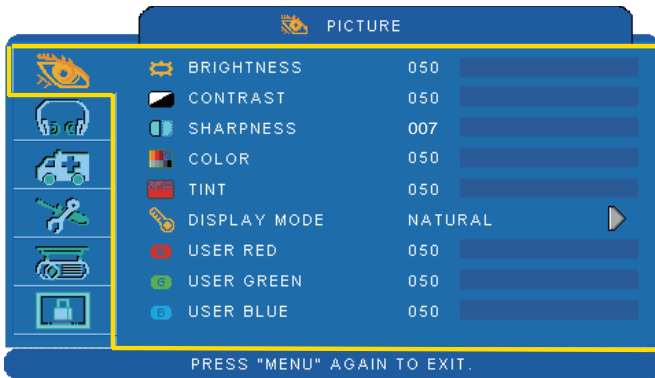 PICTURE
BRIGHTNESS 050
CONTRAST 050
SHARPNESS 007
COLOR 050
TINT 050
DISPLAY MODE NATURAL
R USER RED 050
G USER GREEN 050
B USER BLUE 050
PRESS "MENU" AGAIN TO EXIT.